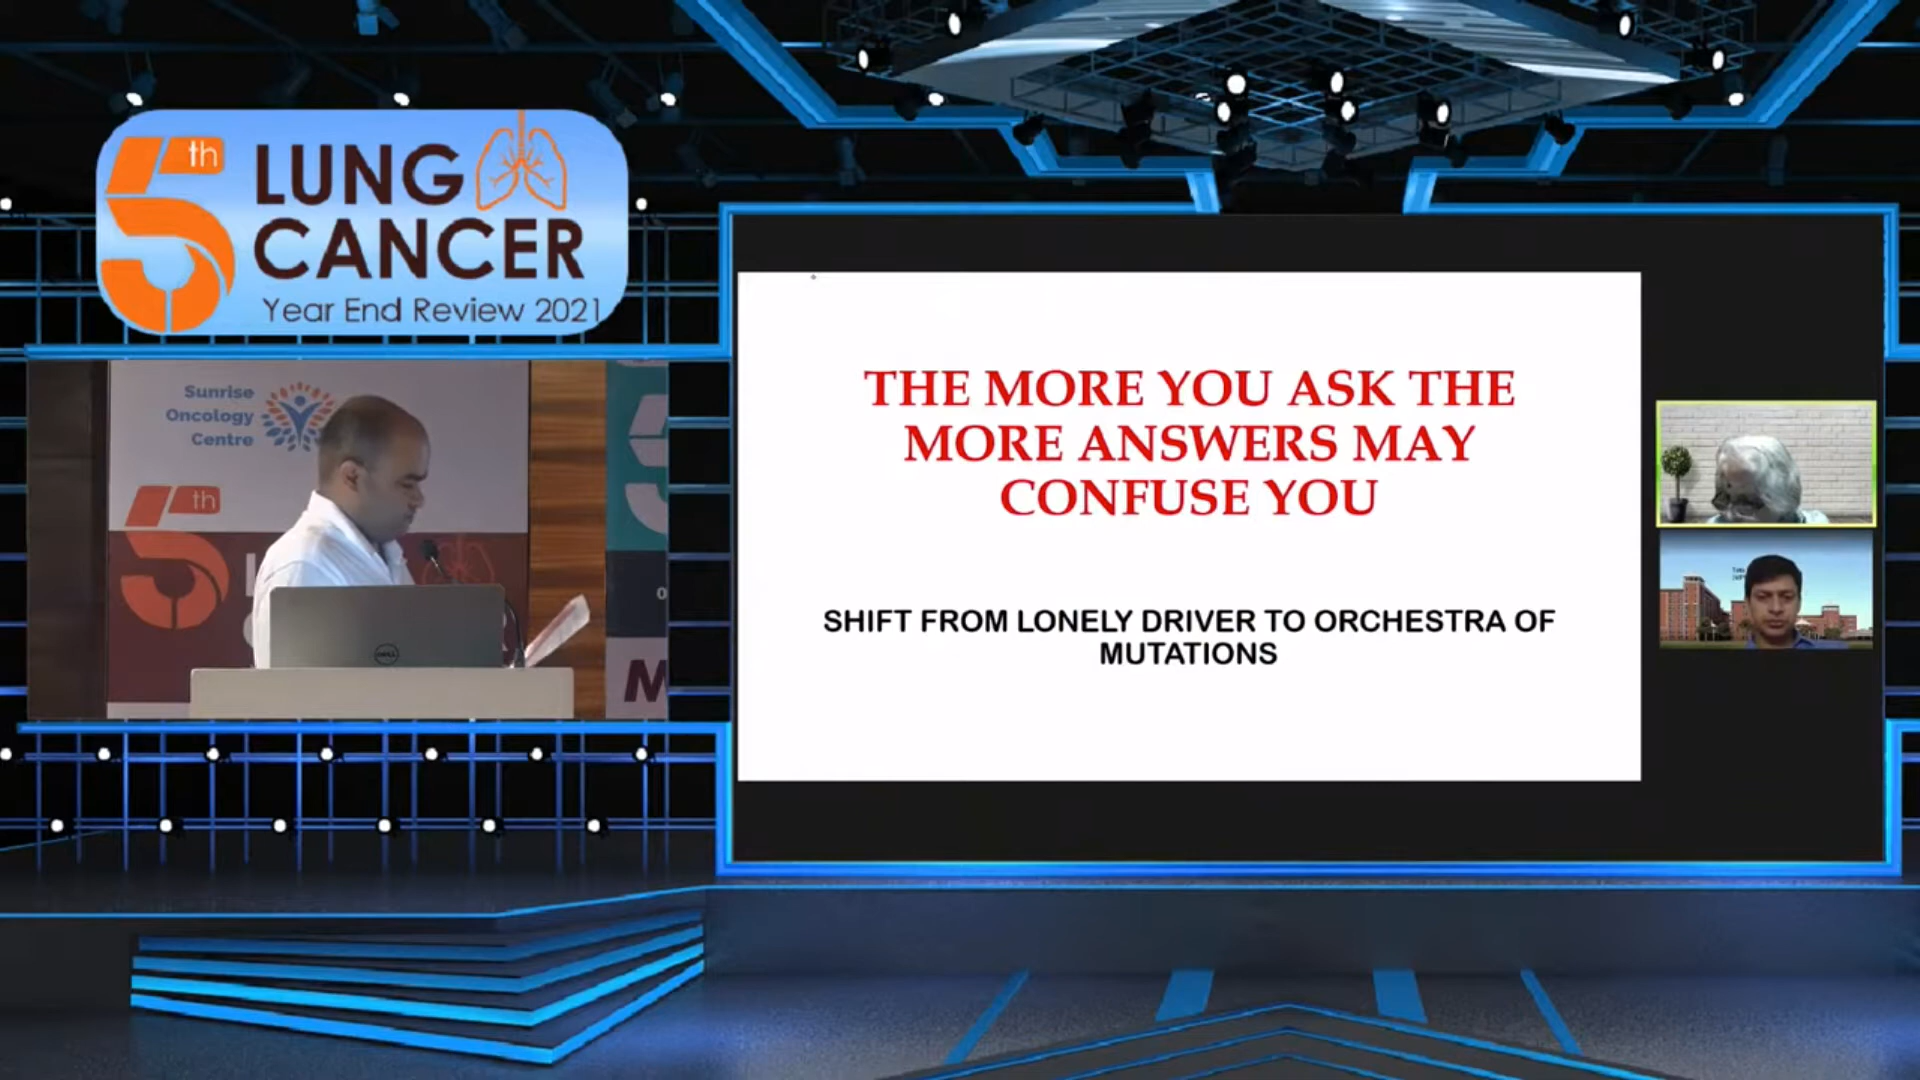 5th
LUNG
CANCER
Year End Review 2021
Sunrise
Oncology
Centre
5th
DELL
M
THE MORE YOU ASK THE
MORE ANSWERS MAY
CONFUSE YOU
SHIFT FROM LONELY DRIVER TO ORCHESTRA OF
MUTATIONS